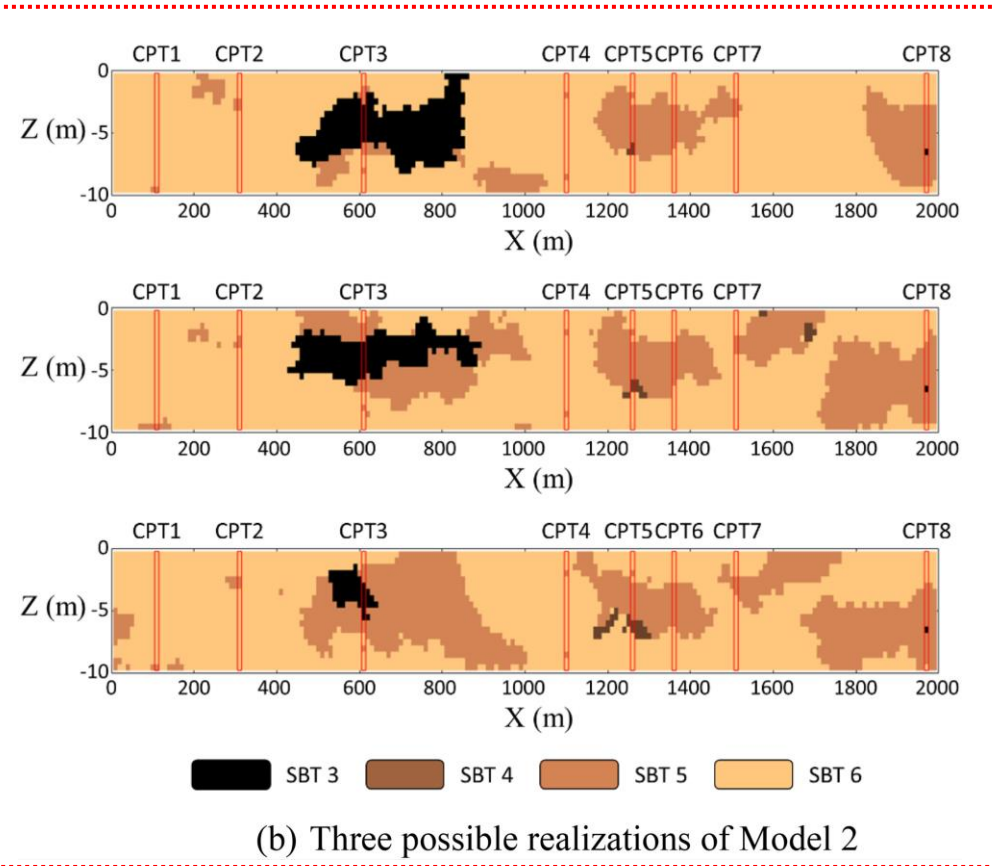 CPT1 CPT2 CPT3 CPT4 CPT5 CPT6 CPT7 CPT8
0
Z (m) -5
-10
0 200 400 600 800 1000 1200 1400 1600 1800 2000
X (m)
CPT1 CPT2 CPT3 CPT4 CPT5 CPT6 CPT7 CPT8
0
Z (m) -5
-10
0 200 400 600 800 1000 1200 1400 1600 1800 2000
X (m)
CPT1 CPT2 CPT3 CPT4 CPT5 CPT6 CPT7 CPT8
0
Z (m) -5
-10
0 200 400 600 800 1000 1200 1400 1600 1800 2000
X (m)
SBT 3 SBT 4 SBT 5 SBT 6
(b) Three possible realizations of Model 2